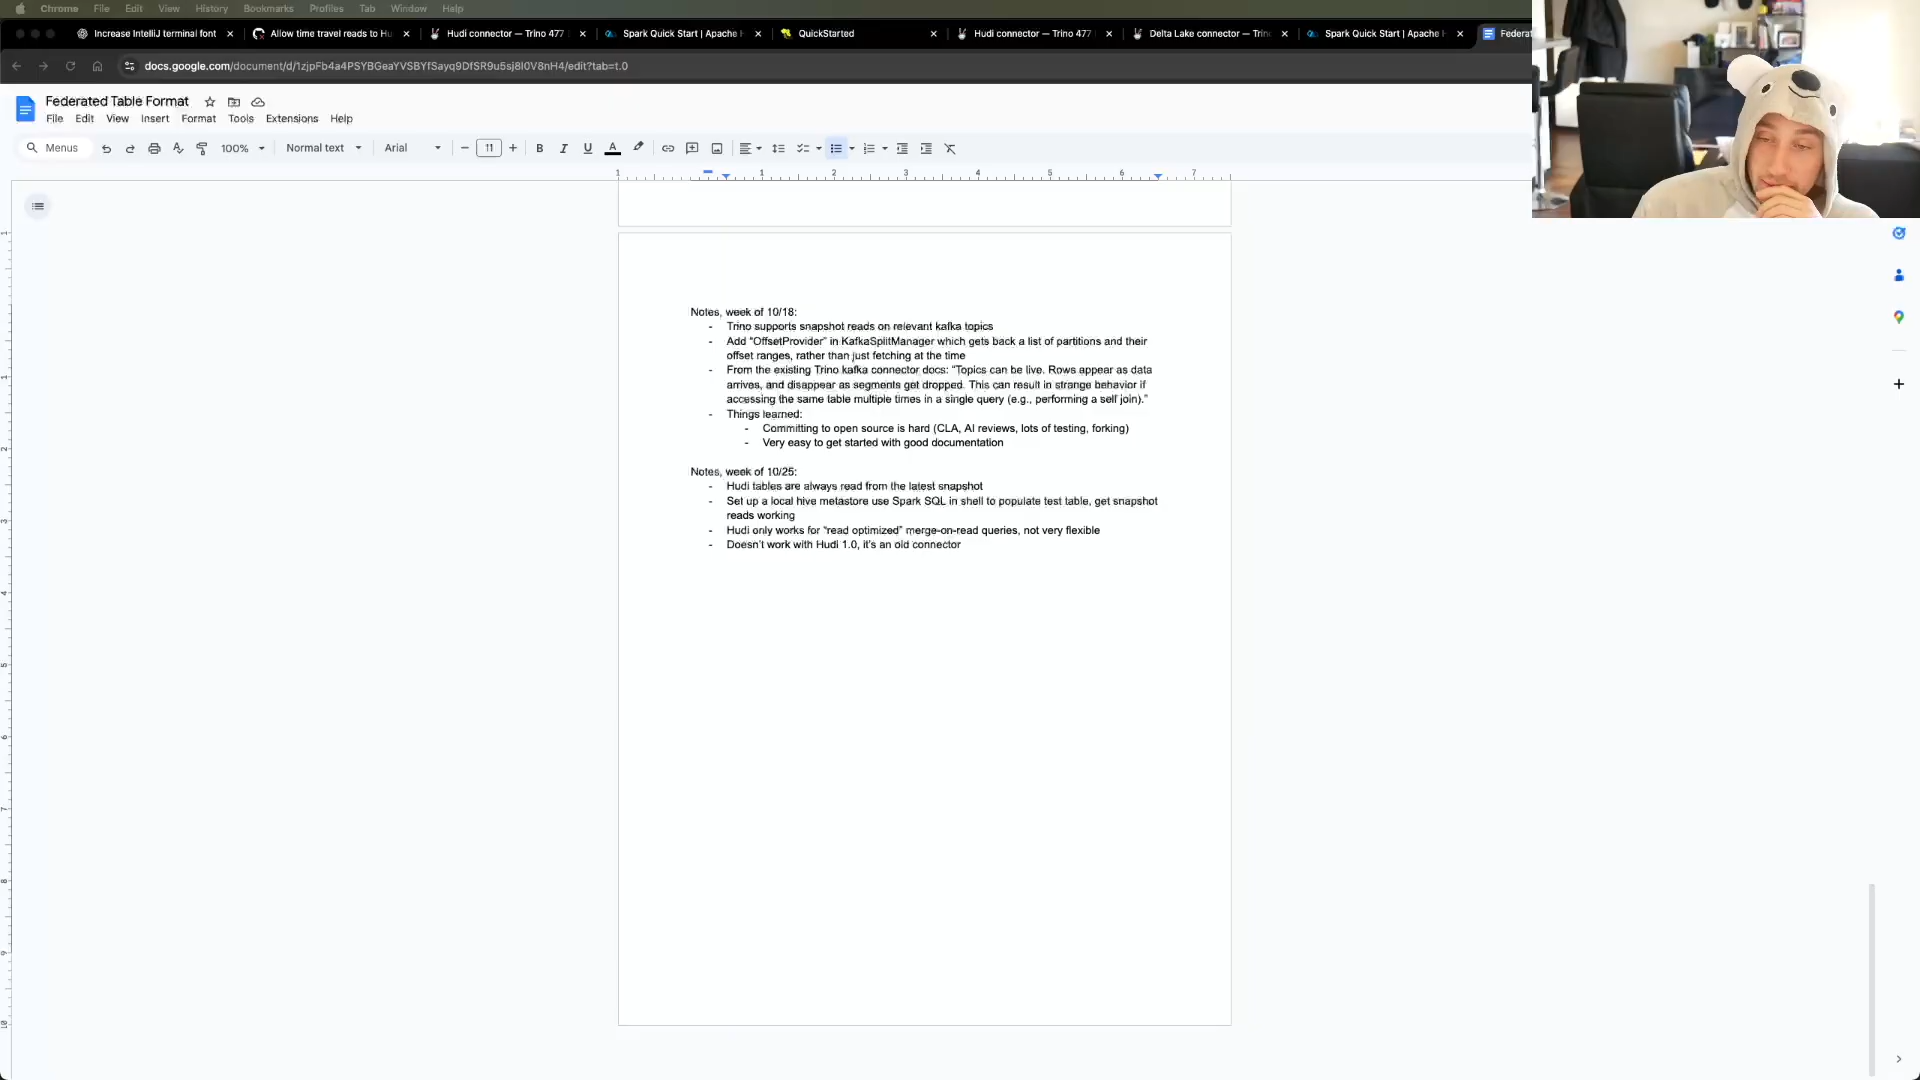 Chrome File Edit View History Bookmarks Profiles Tab Window Help
Increase IntelliJ terminal font
Allow time travel reads to Hu
Hudi connector — Trino 477
Spark Quick Start | Apache H
QuickStarted
Hudi connector — Trino 477
Delta Lake connector — Trin
Spark Quick Start | Apache H
Federat
docs.google.com/document/d/1zjpFb4a4PSYBGeaYVSBYfSayq9DfSR9u5sj8I0V8nH4/edit?tab=t.0
Federated Table Format
File Edit View Insert Format Tools Extensions Help
Menus 100% Normal text Arial 11
1 1 2 3 4 5 6 7
Notes, week of 10/18:
- Trino supports snapshot reads on relevant kafka topics
- Add “OffsetProvider” in KafkaSplitManager which gets back a list of partitions and their
offset ranges, rather than just fetching at the time
- From the existing Trino kafka connector docs: “Topics can be live. Rows appear as data
arrives, and disappear as segments get dropped. This can result in strange behavior if
accessing the same table multiple times in a single query (e.g., performing a self join).”
- Things learned:
- Committing to open source is hard (CLA, AI reviews, lots of testing, forking)
- Very easy to get started with good documentation
Notes, week of 10/25:
- Hudi tables are always read from the latest snapshot
- Set up a local hive metastore use Spark SQL in shell to populate test table, get snapshot
reads working
- Hudi only works for “read optimized” merge-on-read queries, not very flexible
- Doesn’t work with Hudi 1.0, it’s an old connector